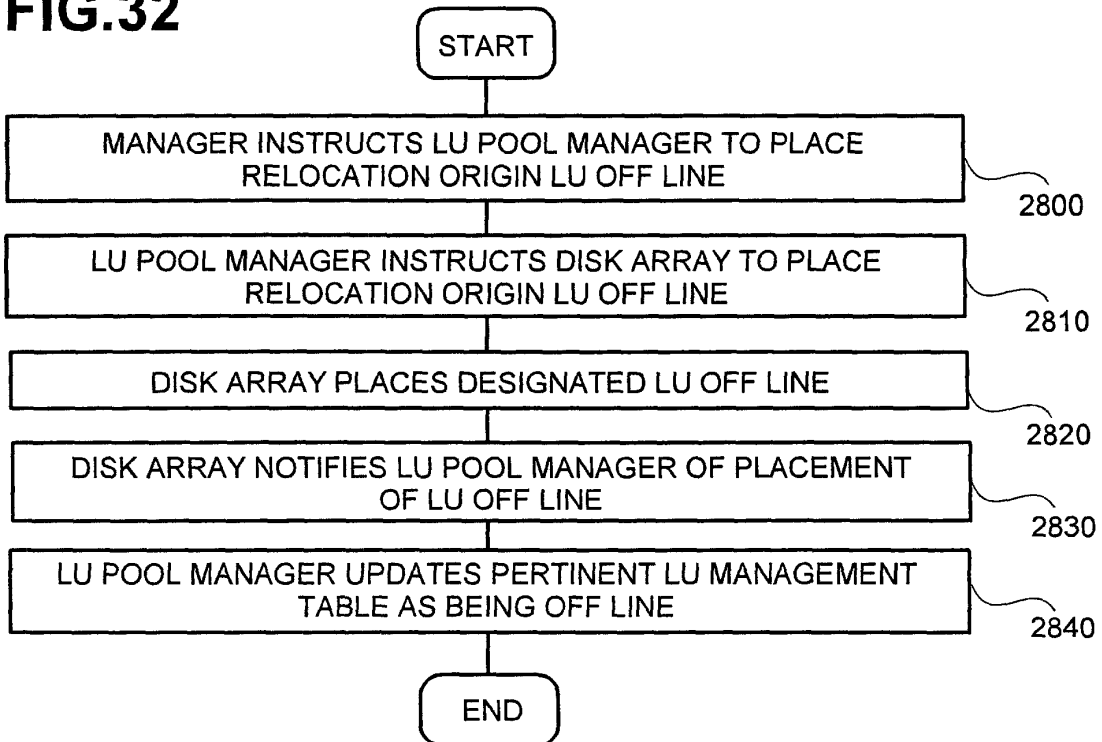 FIG.32
START
MANAGER INSTRUCTS LU POOL MANAGER TO PLACE
RELOCATION ORIGIN LU OFF LINE
2800
LU POOL MANAGER INSTRUCTS DISK ARRAY TO PLACE
RELOCATION ORIGIN LU OFF LINE
2810
DISK ARRAY PLACES DESIGNATED LU OFF LINE
2820
DISK ARRAY NOTIFIES LU POOL MANAGER OF PLACEMENT
OF LU OFF LINE
2830
LU POOL MANAGER UPDATES PERTINENT LU MANAGEMENT
TABLE AS BEING OFF LINE
2840
END